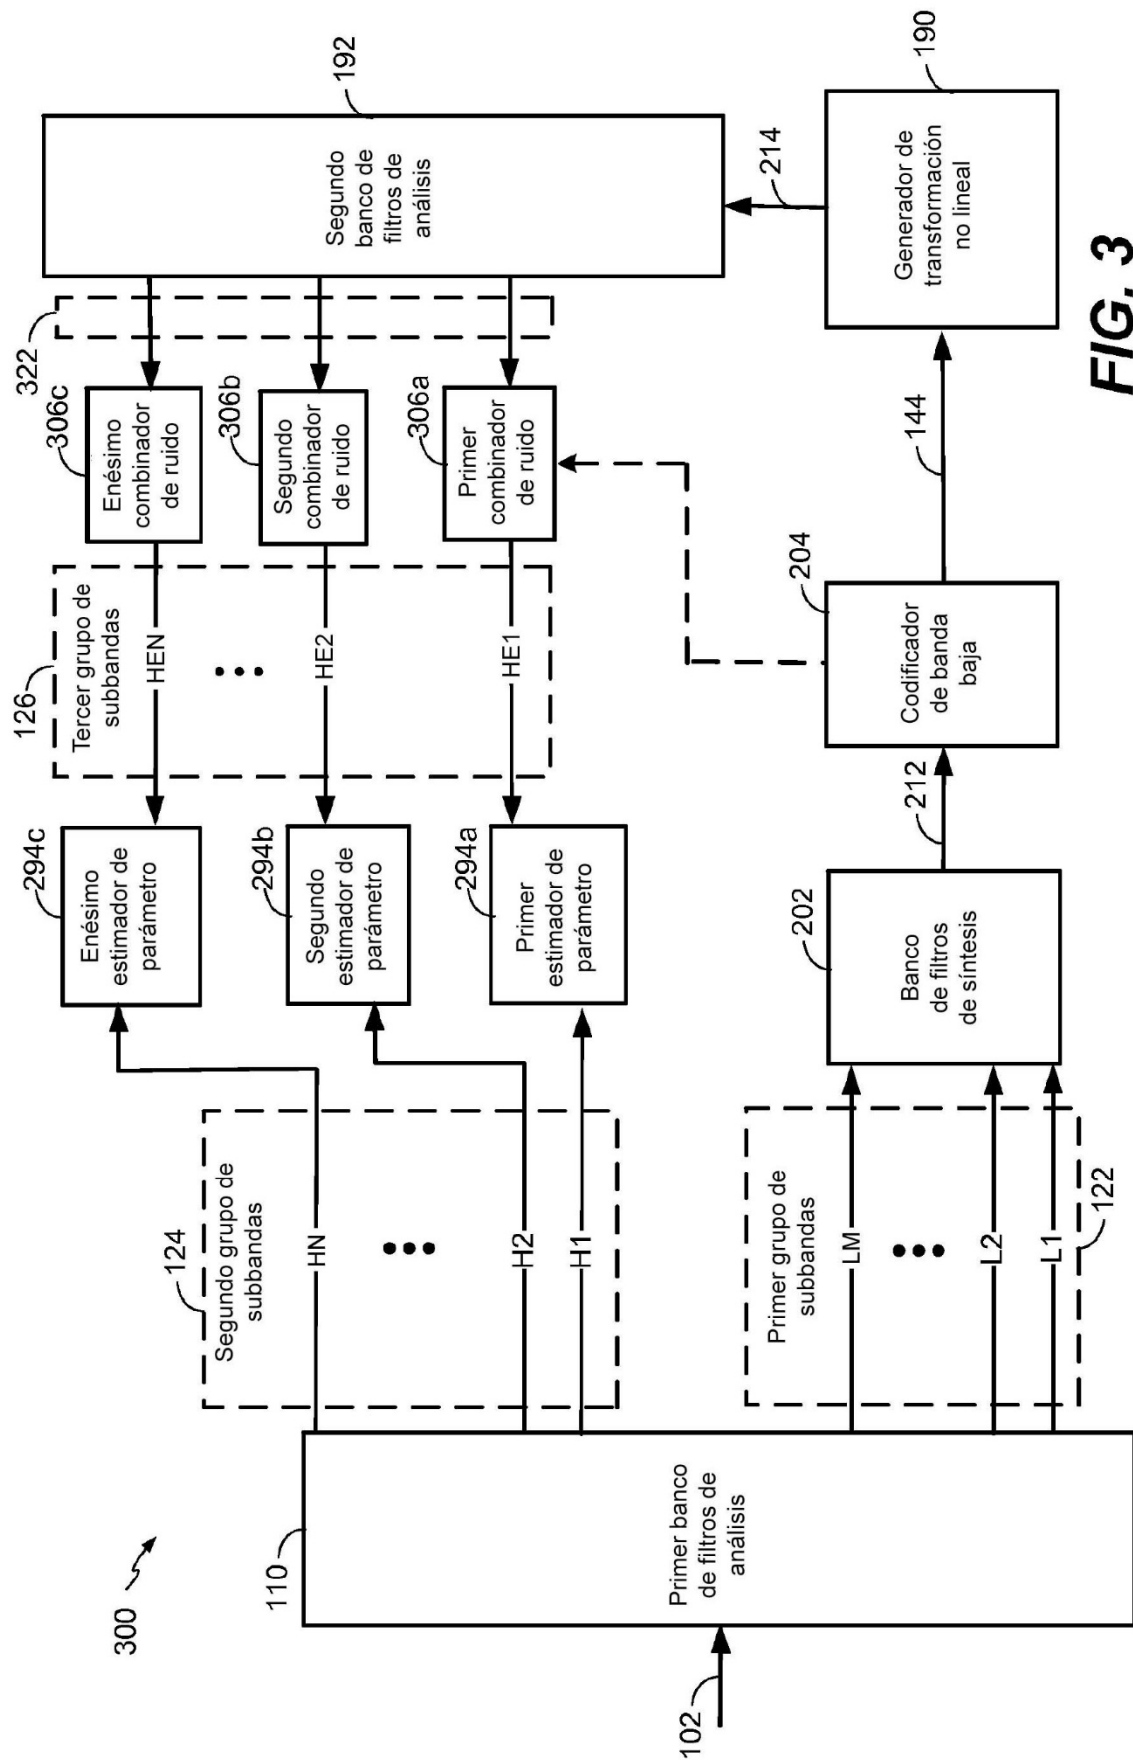 300
102
110
Primer banco
de filtros de
análisis
124
Segundo grupo de
subbandas
HN
H2
H1
Primer grupo de
subbandas
LM
L2
L1
122
294c
Enésimo
estimador de
parámetro
294b
Segundo
estimador de
parámetro
294a
Primer
estimador de
parámetro
202
Banco
de filtros
de síntesis
212
126
Tercer grupo de
subbandas
HEN
HE2
HE1
204
Codificador
de banda
baja
144
306c
Enésimo
combinador
de ruido
306b
Segundo
combinador
de ruido
306a
Primer
combinador
de ruido
322
192
Segundo
banco de
filtros de
análisis
214
190
Generador de
transformación
no lineal
FIG. 3